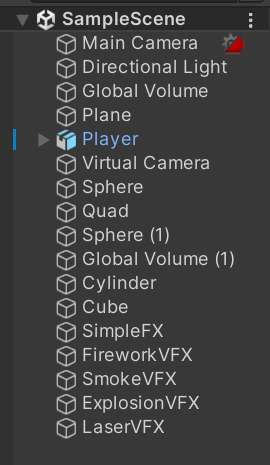 SampleScene
Main Camera
Directional Light
Global Volume
Plane
Player
Virtual Camera
Sphere
Quad
Sphere (1)
Global Volume (1)
Cylinder
Cube
SimpleFX
FireworkVFX
SmokeVFX
ExplosionVFX
LaserVFX